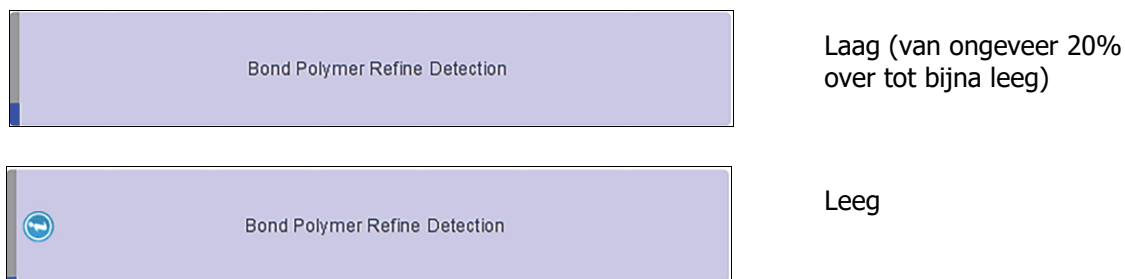 Bond Polymer Refine Detection
Laag (van ongeveer 20%
over tot bijna leeg)
Bond Polymer Refine Detection
Leeg